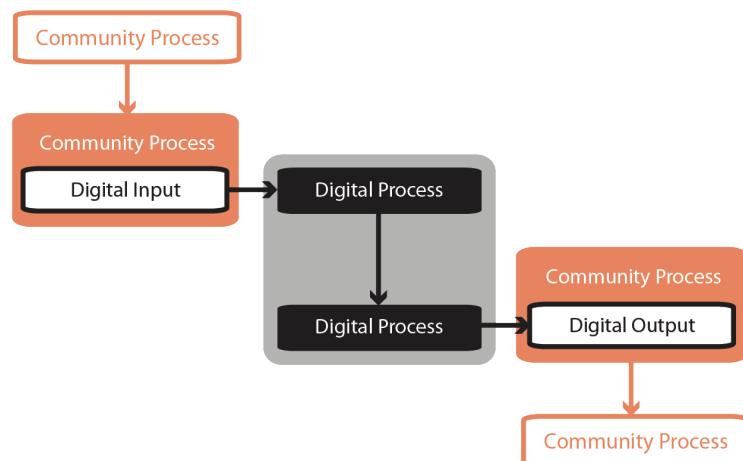 Community Process
Community Process
Digital Input
Digital Process
Digital Process
Community Process
Digital Output
Community Process